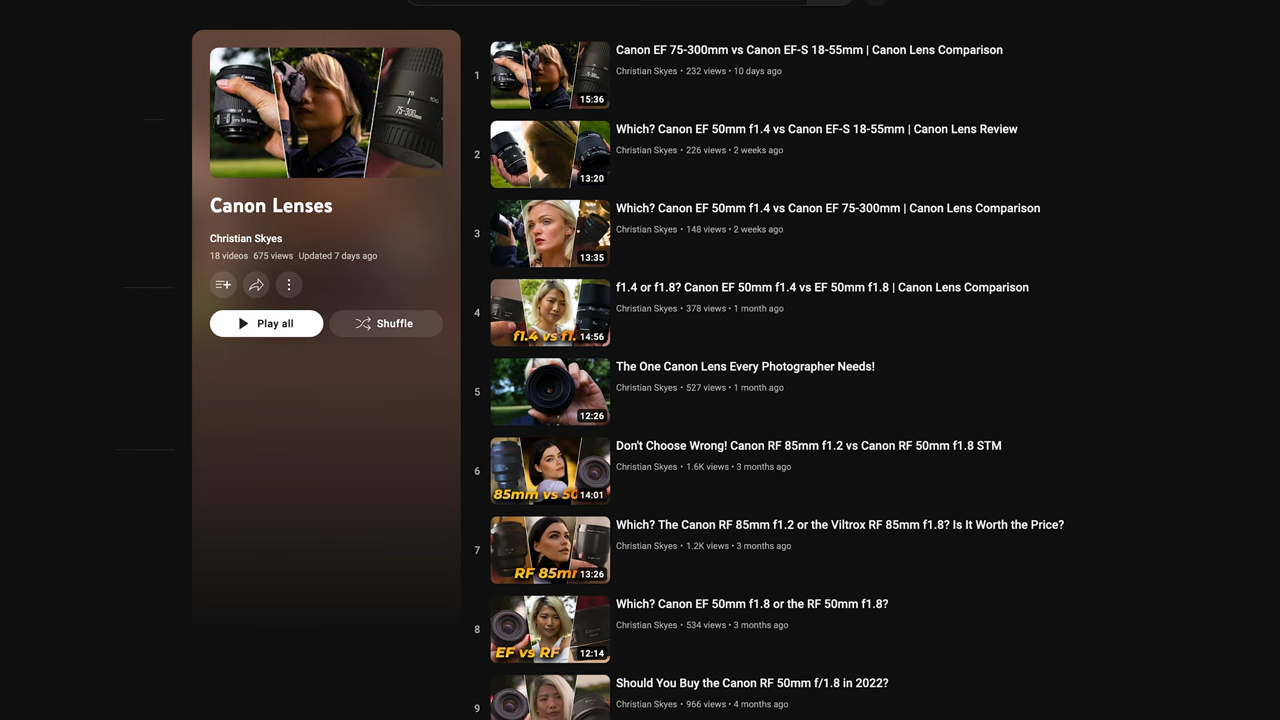 Canon Lenses
Christian Skyes
18 videos 675 views Updated 7 days ago
Play all
Shuffle
1
15:36
Canon EF 75-300mm vs Canon EF-S 18-55mm | Canon Lens Comparison
Christian Skyes • 232 views • 10 days ago
2
13:20
Which? Canon EF 50mm f1.4 vs Canon EF-S 18-55mm | Canon Lens Review
Christian Skyes • 226 views • 2 weeks ago
3
13:35
Which? Canon EF 50mm f1.4 vs Canon EF 75-300mm | Canon Lens Comparison
Christian Skyes • 148 views • 2 weeks ago
4
f1.4 vs f1.
14:56
f1.4 or f1.8? Canon EF 50mm f1.4 vs EF 50mm f1.8 | Canon Lens Comparison
Christian Skyes • 378 views • 1 month ago
5
12:26
The One Canon Lens Every Photographer Needs!
Christian Skyes • 527 views • 1 month ago
6
85mm vs 50
14:01
Don't Choose Wrong! Canon RF 85mm f1.2 vs Canon RF 50mm f1.8 STM
Christian Skyes • 1.6K views • 3 months ago
7
RF 85m
13:26
Which? The Canon RF 85mm f1.2 or the Viltrox RF 85mm f1.8? Is It Worth the Price?
Christian Skyes • 1.2K views • 3 months ago
8
EF vs RF
12:14
Which? Canon EF 50mm f1.8 or the RF 50mm f1.8?
Christian Skyes • 534 views • 3 months ago
9
Should You Buy the Canon RF 50mm f/1.8 in 2022?
Christian Skyes • 966 views • 4 months ago
75
100
75-300mm